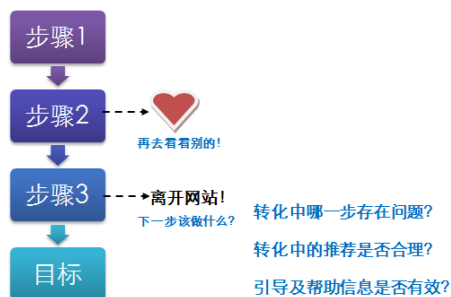 步骤1
步骤2
再去看看别的!
步骤3
离开网站!
下一步该做什么?
目标
转化中哪一步存在问题?
转化中的推荐是否合理?
引导及帮助信息是否有效?